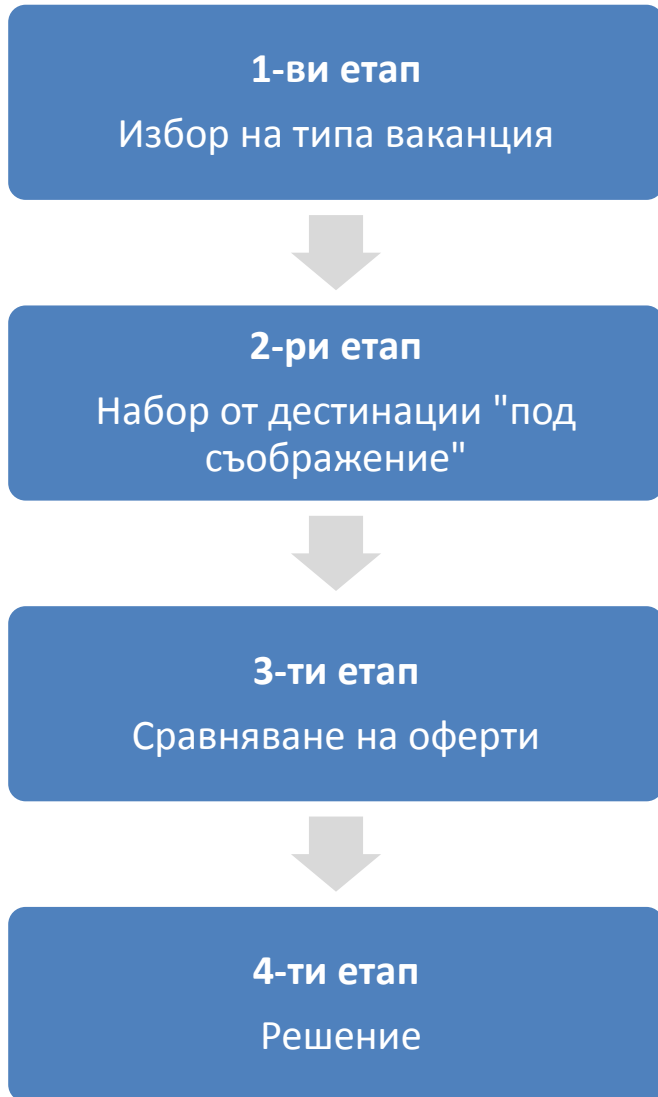 1-ви етап
Избор на типа ваканция
2-ри етап
Набор от дестинации "под
съображение"
3-ти етап
Сравняване на оферти
4-ти етап
Решение